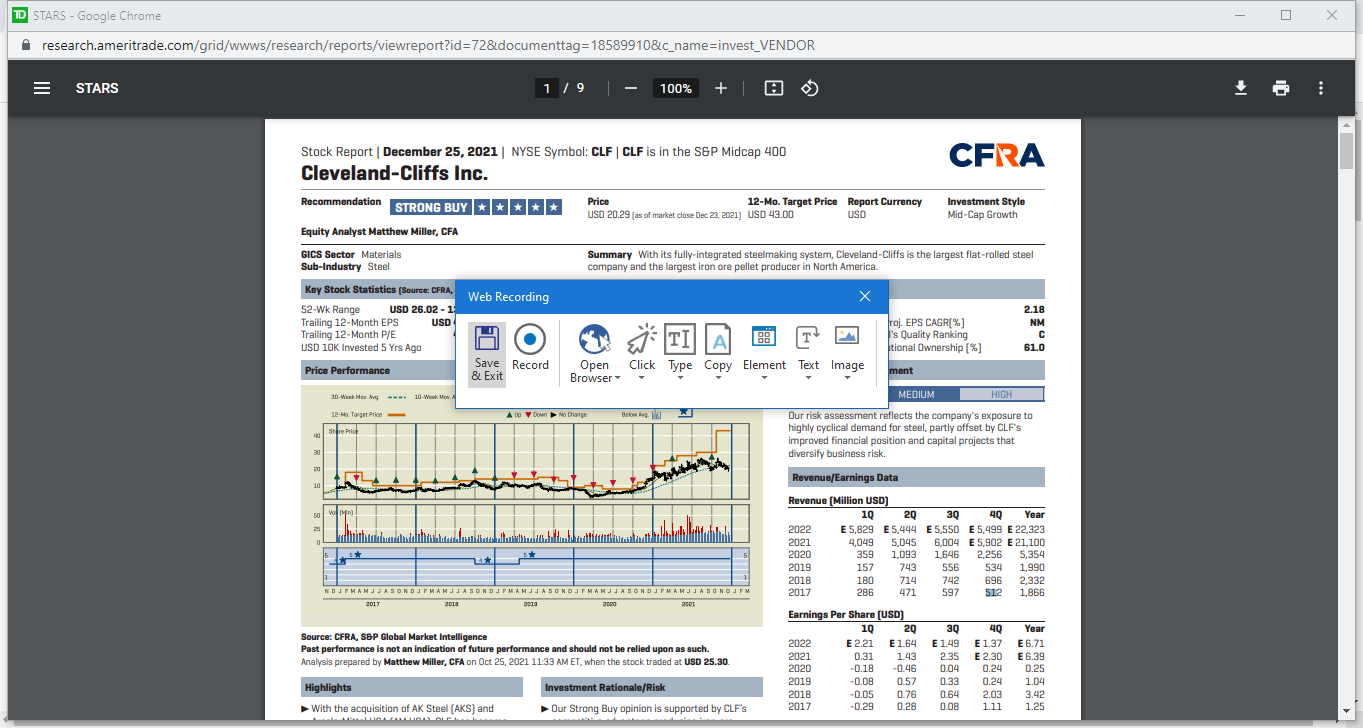 STARS - Google Chrome
research.ameritrade.com/grid/wwws/research/reports/viewreport?id=72&documenttag=18589910&c_name=invest_VENDOR
STARS
1 / 9
100%
Stock Report | December 25, 2021 | NYSE Symbol: CLF | CLF is in the S&P Midcap 400
CFRA
Cleveland-Cliffs Inc.
Recommendation STRONG BUY
Price
USD 20.29 (as of market close Dec 23, 2021)
12-Mo. Target Price
USD 43.00
Report Currency
USD
Investment Style
Mid-Cap Growth
Equity Analyst Matthew Miller, CFA
GICS Sector Materials
Sub-Industry Steel
Summary With its fully-integrated steelmaking system, Cleveland-Cliffs is the largest flat-rolled steel
company and the largest iron ore pellet producer in North America.
Key Stock Statistics (Source: CFRA,
52-Wk Range USD 26.02 -
Trailing 12-Month EPS USD
Trailing 12-Month P/E
USD 10K Invested 5 Yrs Ago
2.18
EPS CAGR[%] NM
Quality Ranking C
Ownership [%] 61.0
Web Recording
Save
& Exit
Record
Open
Browser
Click
Type
Copy
Element
Text
Image
Price Performance
30-Week Mov. Avg.
10-Week Mov.
12-Mo. Target Price
Up Down No Change
Below Avg.
Share Price
40
30
20
10
Vol.
50
25
0
5
4
5
4
5
5
1
1
N D J F M A M J J A S O N D J F M A M J J A S O N D J F M A M J J A S O N D J F M A M J J A S O N D J F M A M J J A S O N D J F M
2017 2018 2019 2020 2021
Source: CFRA, S&P Global Market Intelligence
Past performance is not an indication of future performance and should not be relied upon as such.
Analysis prepared by Matthew Miller, CFA on Oct 25, 2021 11:33 AM ET, when the stock traded at USD 25.30.
Highlights
► With the acquisition of AK Steel (AKS) and
Investment Rationale/Risk
► Our Strong Buy opinion is supported by CLF's
MEDIUM HIGH
Our risk assessment reflects the company's exposure to
highly cyclical demand for steel, partly offset by CLF's
improved financial position and capital projects that
diversify business risk.
Revenue/Earnings Data
Revenue (Million USD)
1Q 2Q 3Q 4Q Year
2022 E 5,829 E 5,444 E 5,550 E 5,499 E 22,323
2021 4,049 5,045 6,004 E 5,902 E 21,100
2020 359 1,093 1,646 2,256 5,354
2019 157 743 556 534 1,990
2018 180 714 742 696 2,332
2017 286 471 597 512 1,866
Earnings Per Share (USD)
1Q 2Q 3Q 4Q Year
2022 E 2.21 E 1.64 E 1.49 E 1.37 E 6.71
2021 0.31 1.43 2.35 E 2.30 E 6.39
2020 -0.18 -0.46 0.04 0.24 0.25
2019 -0.08 0.57 0.33 0.24 1.04
2018 -0.05 0.76 0.64 2.03 3.42
2017 -0.29 0.28 0.08 1.11 1.25